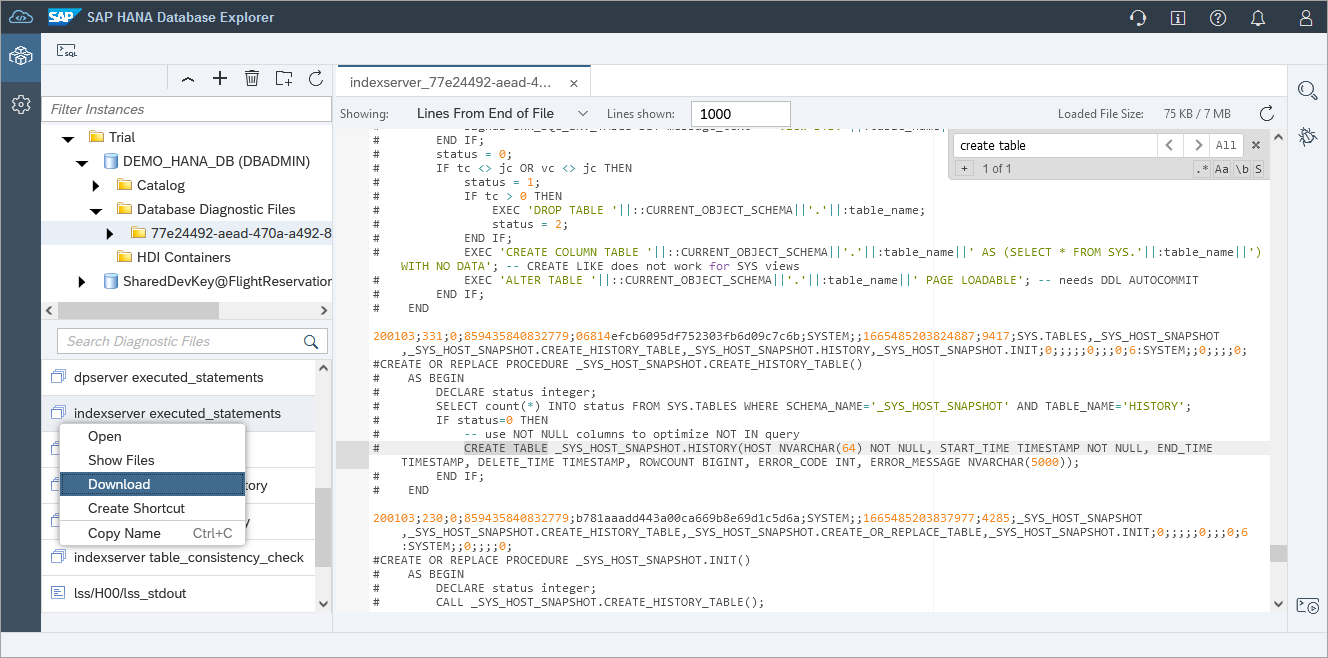 SAP SAP HANA Database Explorer
SQL
Filter Instances
Trial
DEMO_HANA_DB (DBADMIN)
Catalog
Database Diagnostic Files
77e24492-aead-470a-a492-8
HDI Containers
SharedDevKey@FlightReservation
Search Diagnostic Files
dpserver executed_statements
indexserver executed_statements
Open
Show Files
Download
Create Shortcut
Copy Name Ctrl+C
indexserver table_consistency_check
lss/H00/lss_stdout
indexserver_77e24492-aead-4... ×
Showing: Lines From End of File Lines shown: 1000 Loaded File Size: 75 KB / 7 MB
create table All ×
+ 1 of 1 .* Aa \b S
# END IF;
# status = 0;
# IF tc <> jc OR vc <> jc THEN
# status = 1;
# IF tc > 0 THEN
# EXEC 'DROP TABLE '||::CURRENT_OBJECT_SCHEMA||'.'||:table_name;
# status = 2;
# END IF;
# EXEC 'CREATE COLUMN TABLE '||::CURRENT_OBJECT_SCHEMA||'.'||:table_name||' AS (SELECT * FROM SYS.'||:table_name||')
WITH NO DATA'; -- CREATE LIKE does not work for SYS views
# EXEC 'ALTER TABLE '||::CURRENT_OBJECT_SCHEMA||'.'||:table_name||' PAGE LOADABLE'; -- needs DDL AUTOCOMMIT
# END IF;
# END
200103;331;0;859435840832779;06814efcb6095df752303fb6d09c7c6b;SYSTEM;;1665485203824887;9417;SYS.TABLES,_SYS_HOST_SNAPSHOT
,_SYS_HOST_SNAPSHOT.CREATE_HISTORY_TABLE,_SYS_HOST_SNAPSHOT.HISTORY,_SYS_HOST_SNAPSHOT.INIT;0;;;;;0;;;0;6:SYSTEM;;0;;;;0;
#CREATE OR REPLACE PROCEDURE _SYS_HOST_SNAPSHOT.CREATE_HISTORY_TABLE()
# AS BEGIN
# DECLARE status integer;
# SELECT count(*) INTO status FROM SYS.TABLES WHERE SCHEMA_NAME='_SYS_HOST_SNAPSHOT' AND TABLE_NAME='HISTORY';
# IF status=0 THEN
# -- use NOT NULL columns to optimize NOT IN query
# CREATE TABLE _SYS_HOST_SNAPSHOT.HISTORY(HOST NVARCHAR(64) NOT NULL, START_TIME TIMESTAMP NOT NULL, END_TIME
TIMESTAMP, DELETE_TIME TIMESTAMP, ROWCOUNT BIGINT, ERROR_CODE INT, ERROR_MESSAGE NVARCHAR(5000));
# END IF;
# END
200103;230;0;859435840832779;b781aaadd443a00ca669b8e69d1c5d6a;SYSTEM;;1665485203837977;4285;_SYS_HOST_SNAPSHOT
,_SYS_HOST_SNAPSHOT.CREATE_HISTORY_TABLE,_SYS_HOST_SNAPSHOT.CREATE_OR_REPLACE_TABLE,_SYS_HOST_SNAPSHOT.INIT;0;;;;;0;;;0;6
:SYSTEM;;0;;;;0;
#CREATE OR REPLACE PROCEDURE _SYS_HOST_SNAPSHOT.INIT()
# AS BEGIN
# DECLARE status integer;
# CALL _SYS_HOST_SNAPSHOT.CREATE_HISTORY_TABLE();